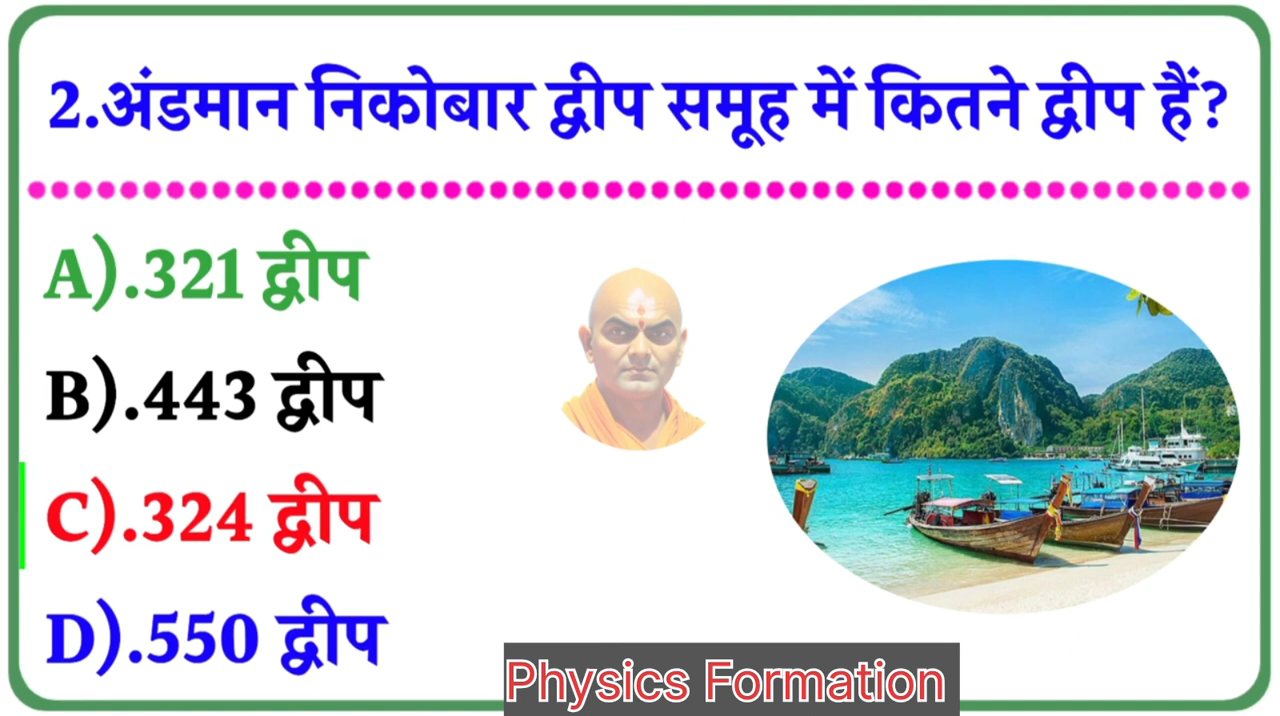 2.अंडमान निकोबार द्वीप समूह में कितने द्वीप हैं?
A).321 द्वीप
B).443 द्वीप
C).324 द्वीप
D).550 द्वीप
Physics Formation